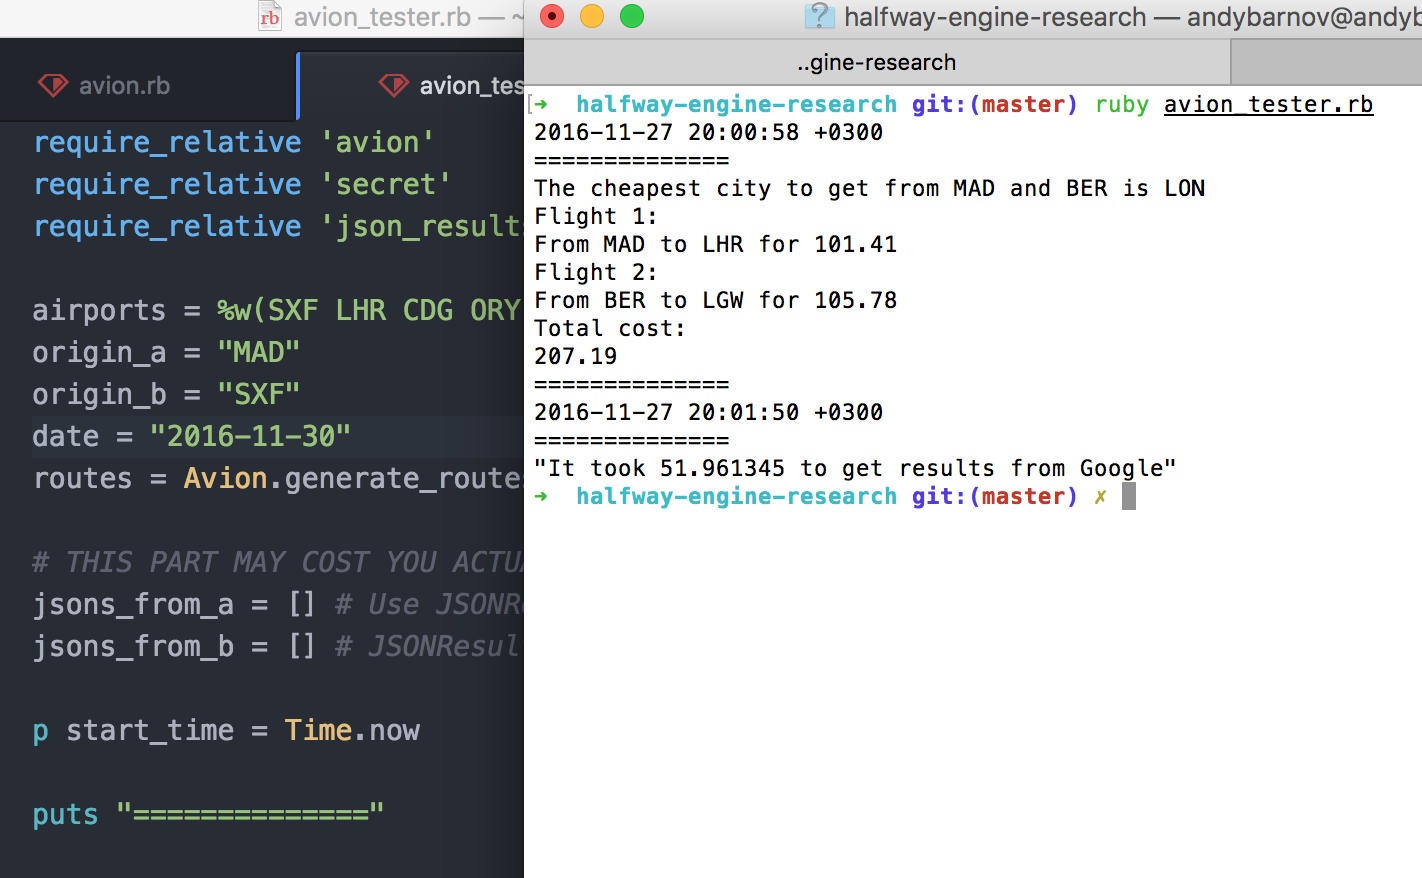 avion_tester.rb — ~
avion.rb
avion_tes
require_relative 'avion'
require_relative 'secret'
require_relative 'json_results
airports = %w(SXF LHR CDG ORY
origin_a = "MAD"
origin_b = "SXF"
date = "2016-11-30"
routes = Avion.generate_routes
# THIS PART MAY COST YOU ACTUA
jsons_from_a = [] # Use JSONR
jsons_from_b = [] # JSONResul
p start_time = Time.now
puts "=============="
halfway-engine-research — andybarnov@andyb
..gine-research
[➜  halfway-engine-research git:(master) ruby avion_tester.rb
2016-11-27 20:00:58 +0300
==============
The cheapest city to get from MAD and BER is LON
Flight 1:
From MAD to LHR for 101.41
Flight 2:
From BER to LGW for 105.78
Total cost:
207.19
==============
2016-11-27 20:01:50 +0300
==============
"It took 51.961345 to get results from Google"
➜  halfway-engine-research git:(master) ✗